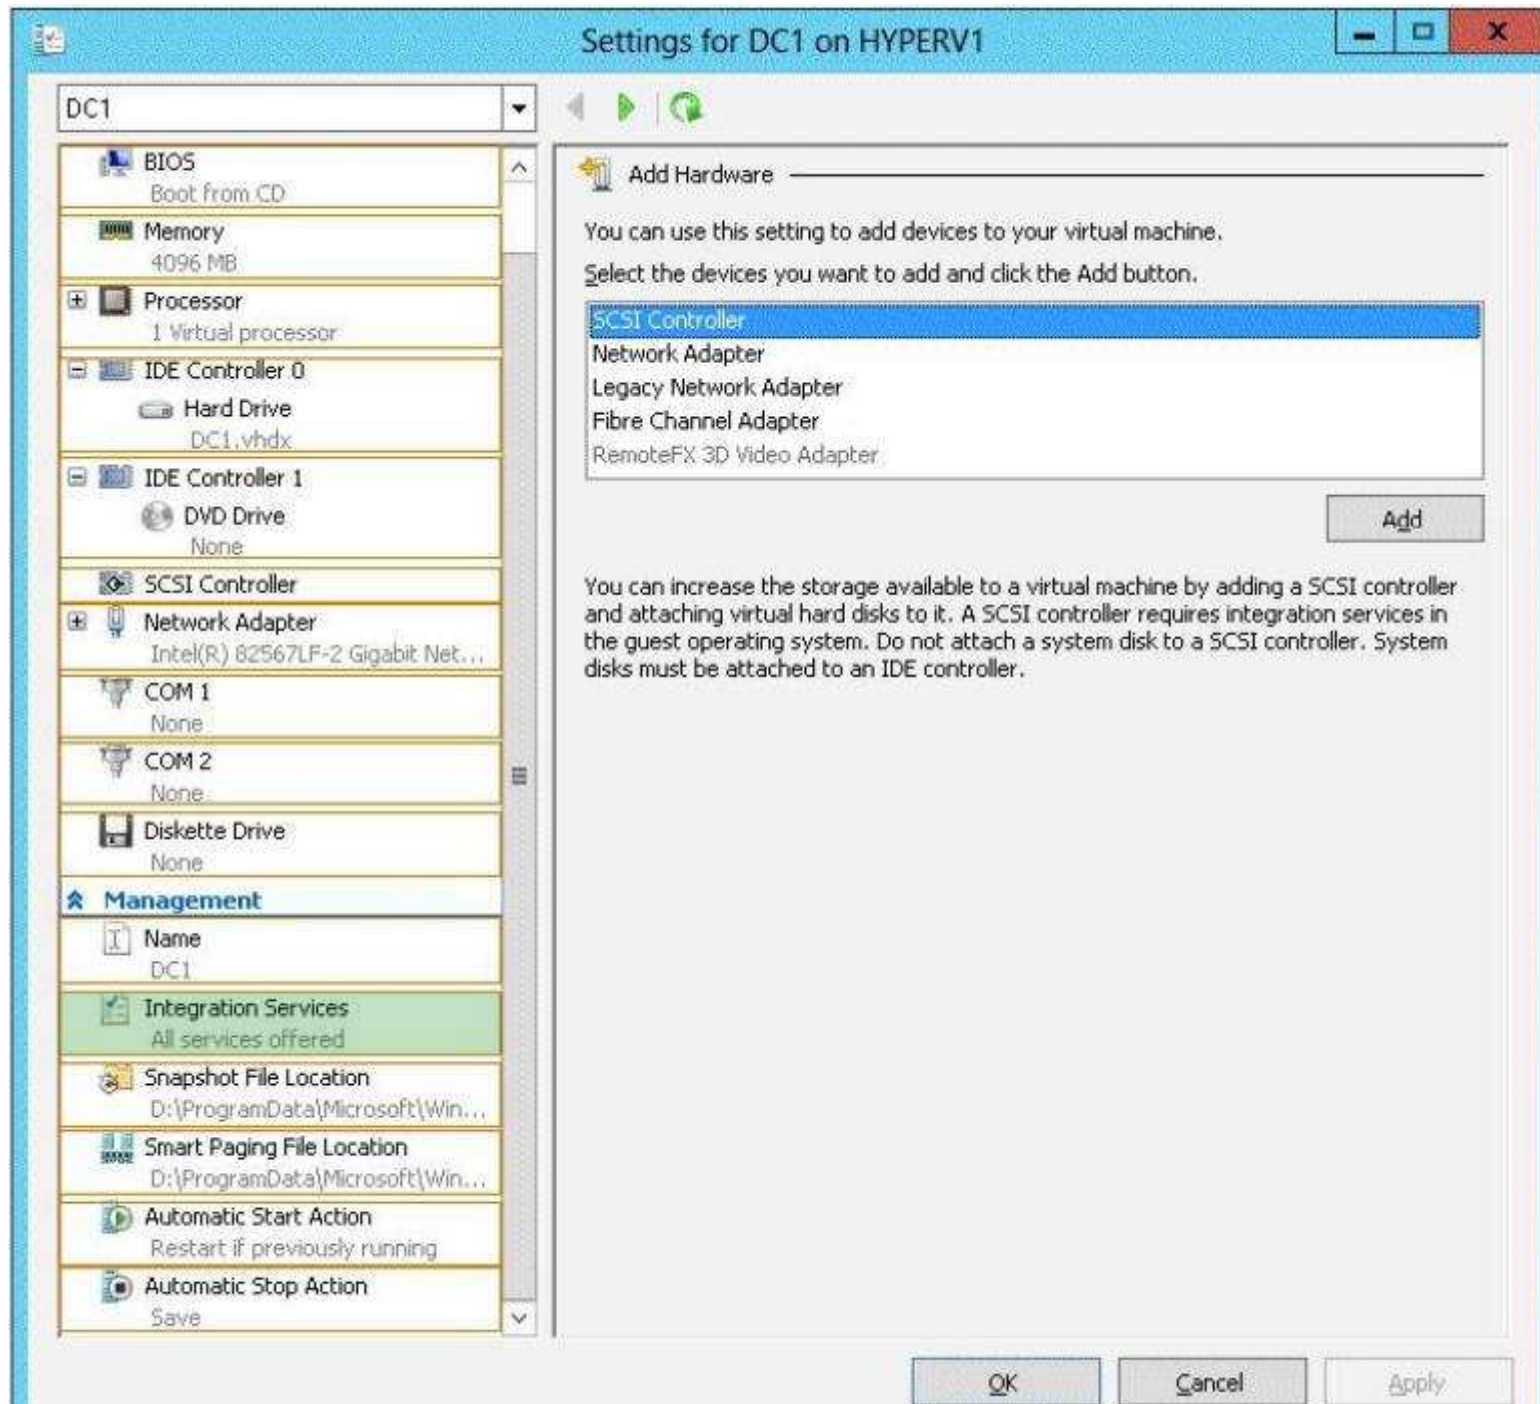 Settings for DC1 on HYPERV1
DC1
BIOS
Boot from CD
Memory
4096 MB
Processor
1 Virtual processor
IDE Controller 0
Hard Drive
DC1.vhdx
IDE Controller 1
DVD Drive
None
SCSI Controller
Network Adapter
Intel(R) 82567LF-2 Gigabit Net...
COM 1
None
COM 2
None
Diskette Drive
None
Management
Name
DC1
Integration Services
All services offered
Snapshot File Location
D:\ProgramData\Microsoft\Win...
Smart Paging File Location
D:\ProgramData\Microsoft\Win...
Automatic Start Action
Restart if previously running
Automatic Stop Action
Save
Add Hardware
You can use this setting to add devices to your virtual machine.
Select the devices you want to add and click the Add button.
SCSI Controller
Network Adapter
Legacy Network Adapter
Fibre Channel Adapter
RemoteFX 3D Video Adapter
Add
You can increase the storage available to a virtual machine by adding a SCSI controller
and attaching virtual hard disks to it. A SCSI controller requires integration services in
the guest operating system. Do not attach a system disk to a SCSI controller. System
disks must be attached to an IDE controller.
OK
Cancel
Apply